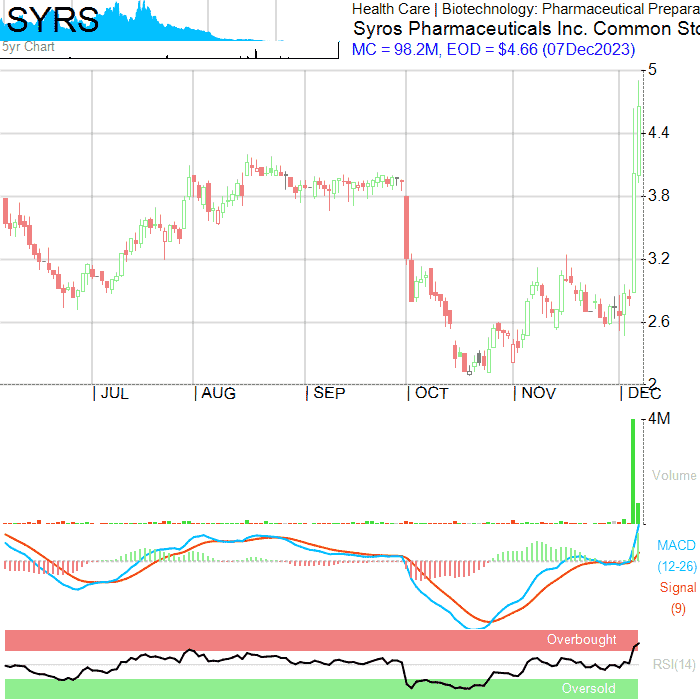 SYRS
5yr Chart
Health Care | Biotechnology: Pharmaceutical Prepara
Syros Pharmaceuticals Inc. Common Sto
MC = 98.2M, EOD = $4.66 (07Dec2023)
5
4.4
3.8
3.2
2.6
2
JUL AUG SEP OCT NOV DEC
4M
Volume
MACD
(12-26)
Signal
(9)
Overbought
RSI(14)
Oversold